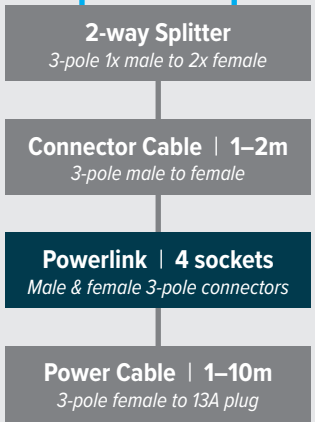 2-way Splitter
3-pole 1x male to 2x female
Connector Cable | 1–2m
3-pole male to female
Powerlink | 4 sockets
Male & female 3-pole connectors
Power Cable | 1–10m
3-pole female to 13A plug